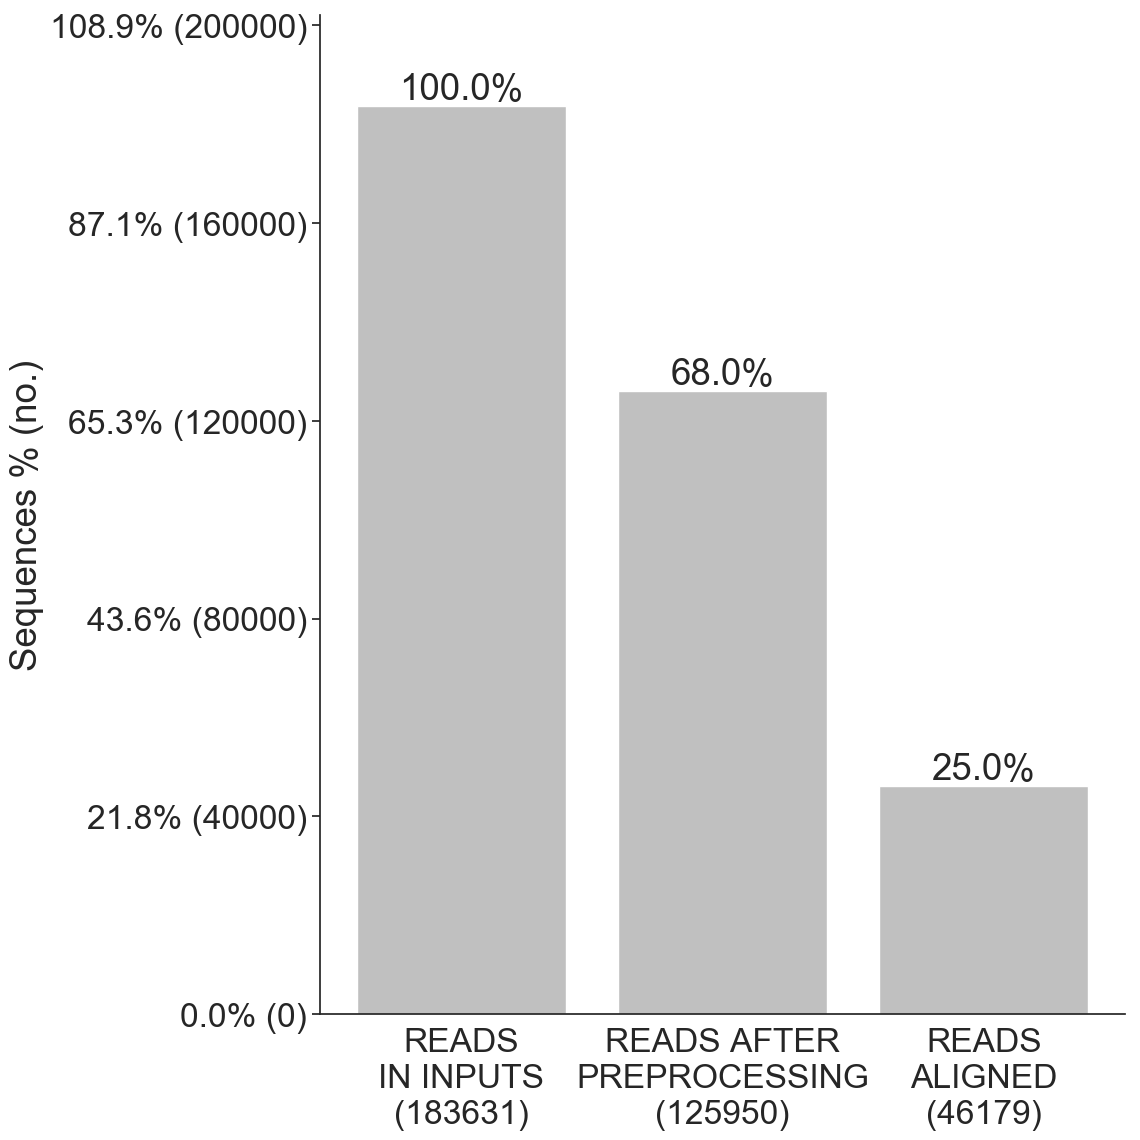 108.9% (200000)
100.0%
87.1% (160000)
68.0%
65.3% (120000)
Sequences % (no.)
43.6% (80000)
25.0%
21.8% (40000)
0.0% (0)
READS
IN INPUTS
(183631)
READS AFTER
PREPROCESSING
(125950)
READS
ALIGNED
(46179)